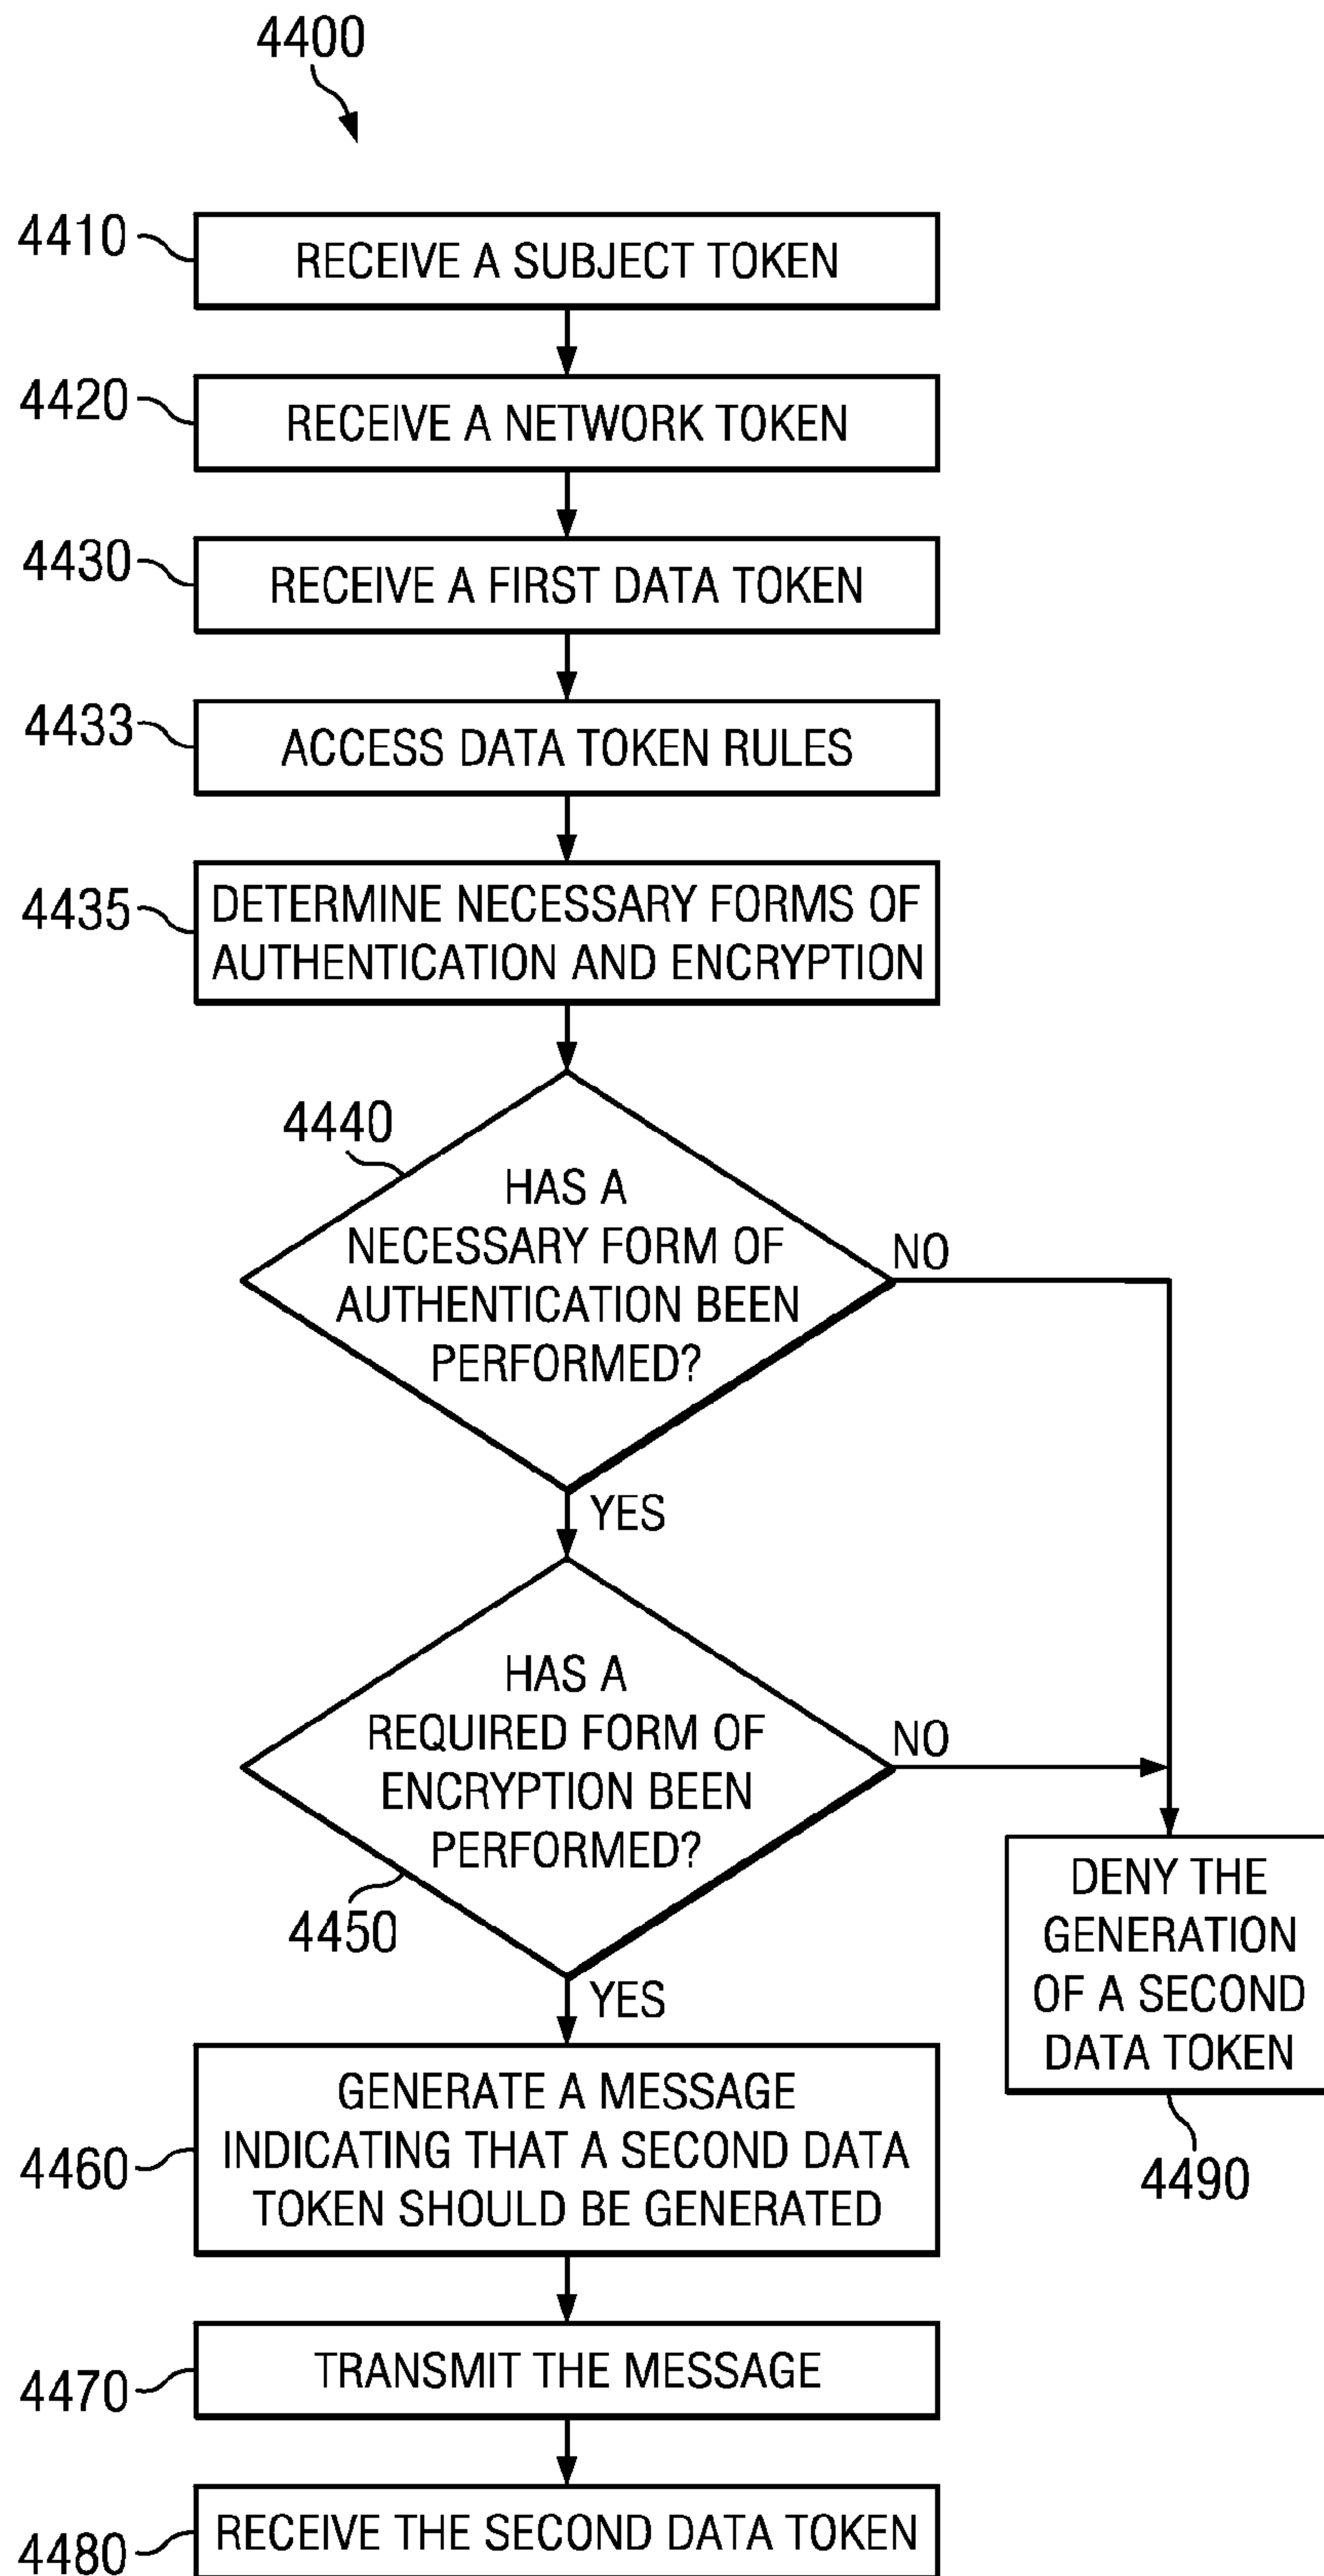 4400
4410
RECEIVE A SUBJECT TOKEN
4420
RECEIVE A NETWORK TOKEN
4430
RECEIVE A FIRST DATA TOKEN
4433
ACCESS DATA TOKEN RULES
4435
DETERMINE NECESSARY FORMS OF
AUTHENTICATION AND ENCRYPTION
4440
HAS A
NECESSARY FORM OF
AUTHENTICATION BEEN
PERFORMED?
NO
YES
HAS A
REQUIRED FORM OF
ENCRYPTION BEEN
PERFORMED?
NO
4450
YES
DENY THE
GENERATION
OF A SECOND
DATA TOKEN
4490
4460
GENERATE A MESSAGE
INDICATING THAT A SECOND DATA
TOKEN SHOULD BE GENERATED
4470
TRANSMIT THE MESSAGE
4480
RECEIVE THE SECOND DATA TOKEN